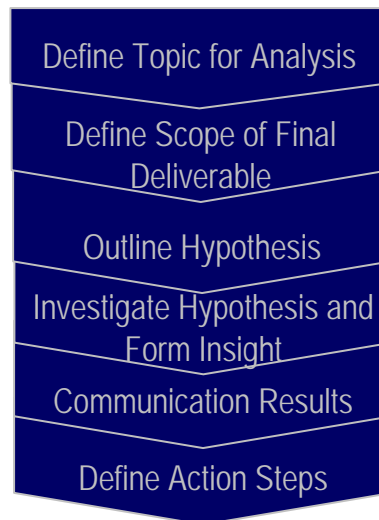 Define Topic for Analysis
Define Scope of Final
Deliverable
Outline Hypothesis
Investigate Hypothesis and
Form Insight
Communication Results
Define Action Steps